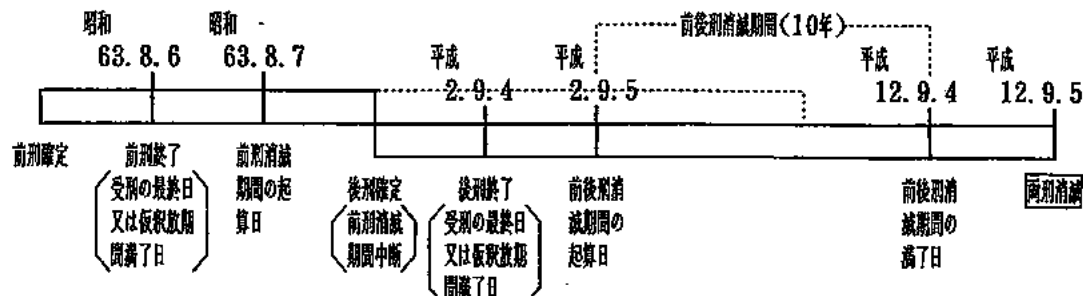 前後刑消滅期間(10年)
昭和
63.8.6
昭和
63.8.7
平成
2.9.4
平成
2.9.5
平成
12.9.4
平成
12.9.5
前刑確定
前刑終了
受刑の最終日
又は仮釈放期
間満了日
前刑消滅
期間の起
算日
後刑確定
前刑消滅
期間中断
後刑終了
受刑の最終日
又は仮釈放期
間満了日
前後刑消
滅期間の
起算日
前後刑消
滅期間の
満了日
両刑消滅